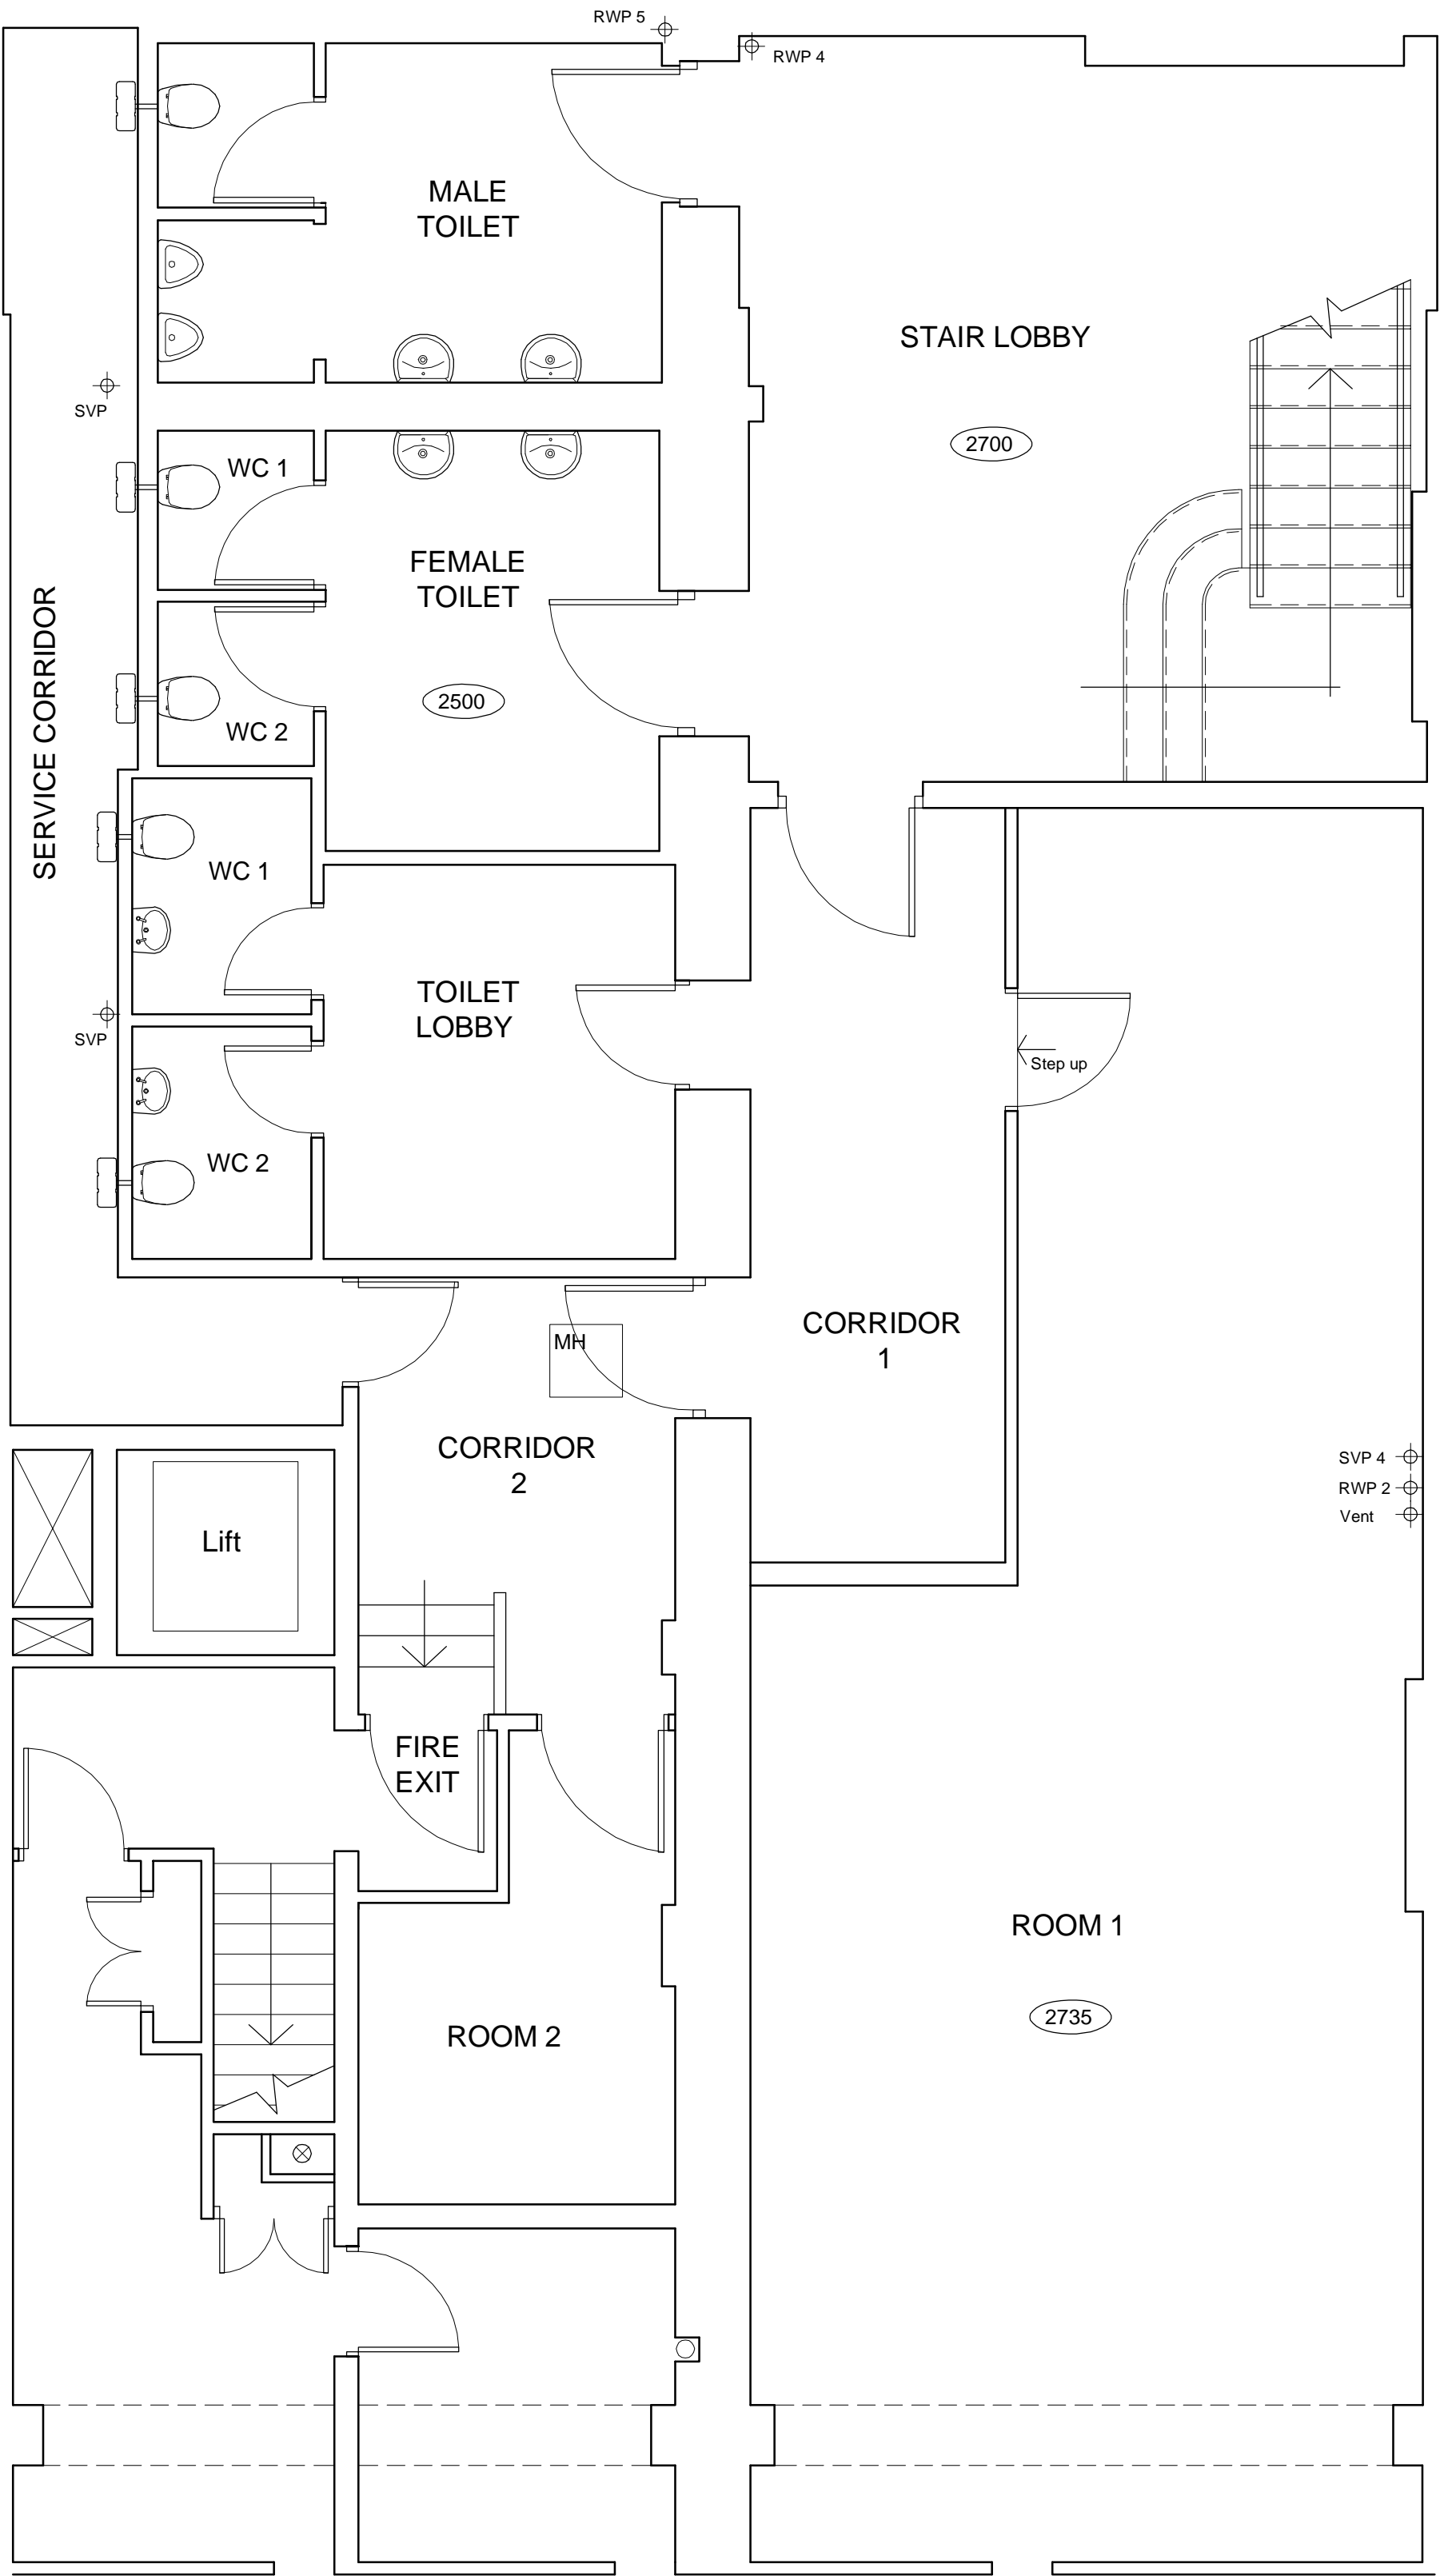 RWP 5
RWP 4
MALE
TOILET
STAIR LOBBY
SVP
2700
WC 1
FEMALE
TOILET
SERVICE CORRIDOR
2500
WC 2
WC 1
TOILET
LOBBY
SVP
Step up
WC 2
CORRIDOR
1
MH
CORRIDOR
2
SVP 4
RWP 2
Vent
Lift
FIRE
EXIT
ROOM 1
2735
ROOM 2